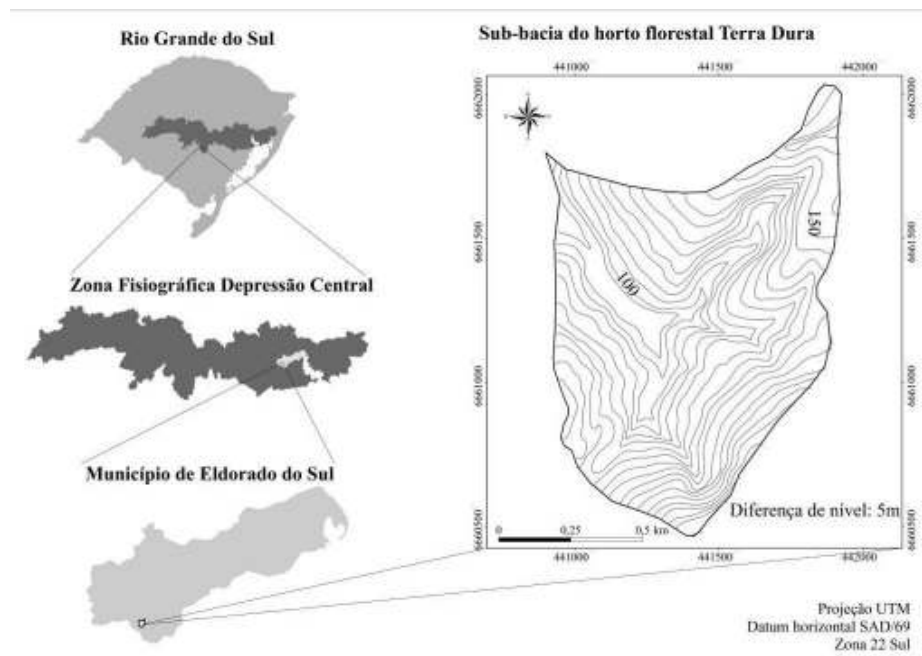 Rio Grande do Sul
Zona Fisiográfica Depressão Central
Município de Eldorado do Sul
Sub-bacia do horto florestal Terra Dura
441000 441500 442000
6662000 6662000
6661500 6661500
6661000 6661000
6660500 6660500
150
100
Diferença de nível: 5m
0 0,25 0,5 km
441000 441500 442000
Projeção UTM
Datum horizontal SAD/69
Zona 22 Sul